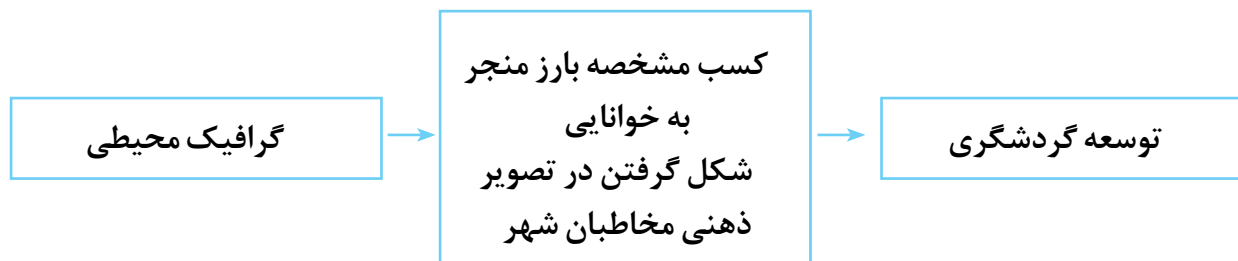 گرافیک محیطی
کسب مشخصه بارز منجر
به خوانایی
شکل گرفتن در تصویر
ذهنی مخاطبان شهر
توسعه گردشگری